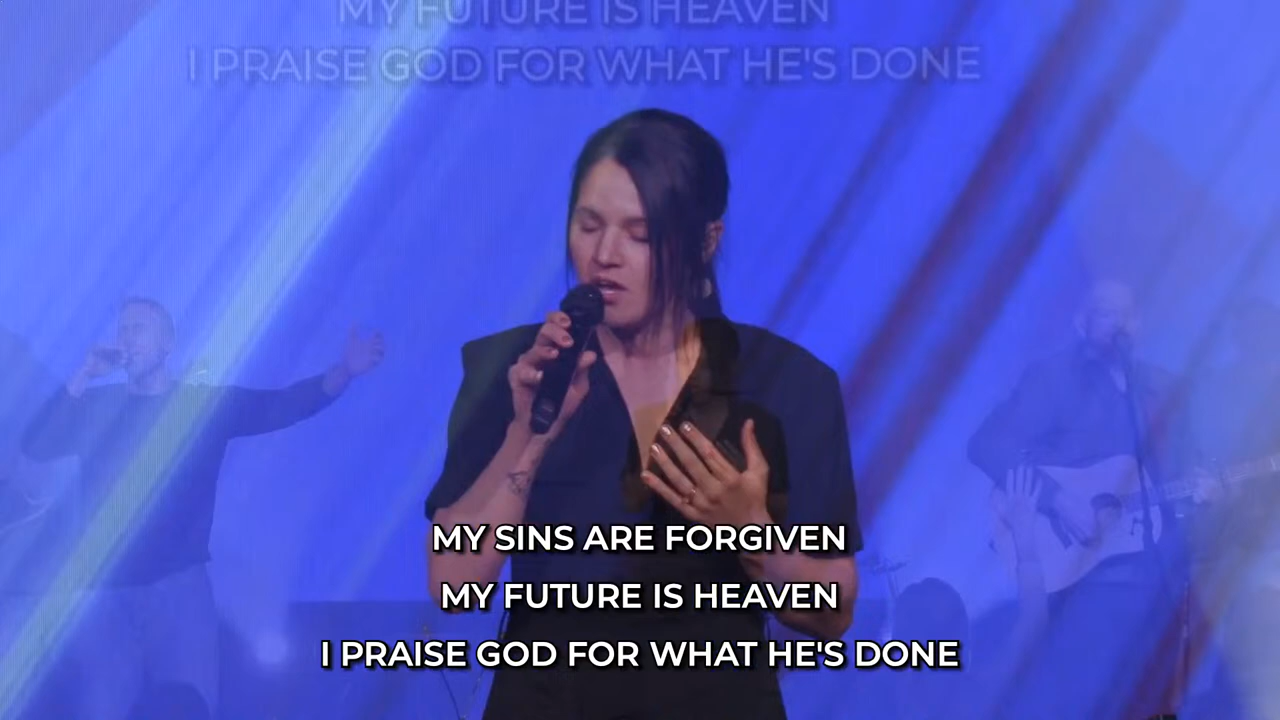 MY FUTURE IS HEAVEN
I PRAISE GOD FOR WHAT HE'S DONE
MY SINS ARE FORGIVEN
MY FUTURE IS HEAVEN
I PRAISE GOD FOR WHAT HE'S DONE